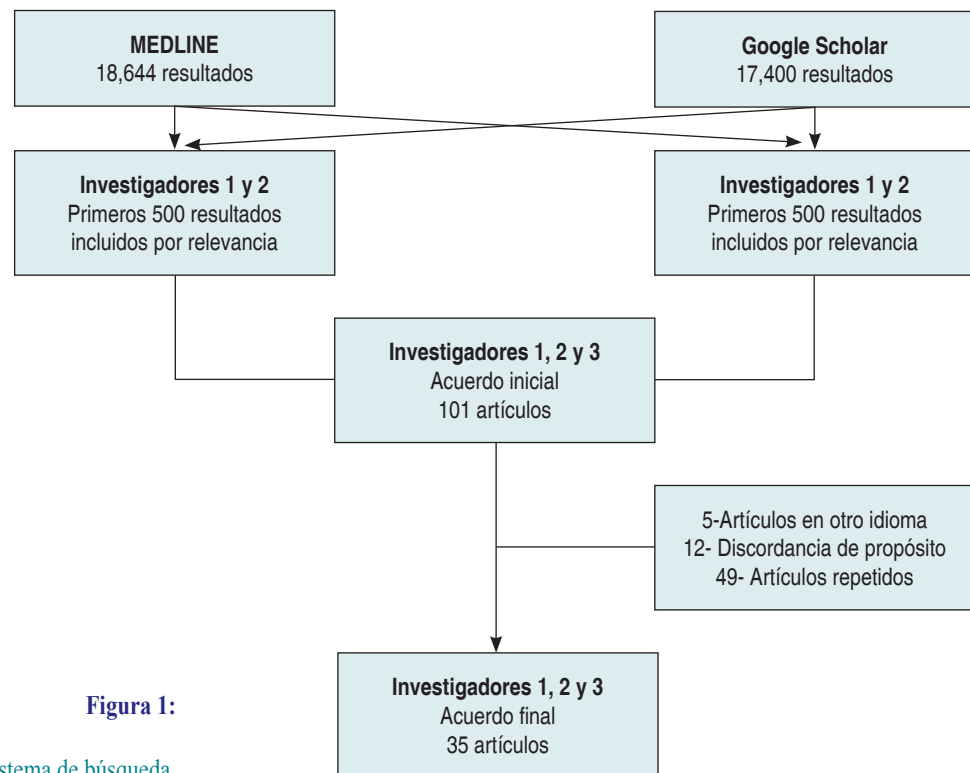 MEDLINE
18,644 resultados
Google Scholar
17,400 resultados
Investigadores 1 y 2
Primeros 500 resultados
incluidos por relevancia
Investigadores 1 y 2
Primeros 500 resultados
incluidos por relevancia
Investigadores 1, 2 y 3
Acuerdo inicial
101 artículos
5-Artículos en otro idioma
12- Discordancia de propósito
49- Artículos repetidos
Investigadores 1, 2 y 3
Acuerdo final
35 artículos
Figura 1:
stema de búsqueda